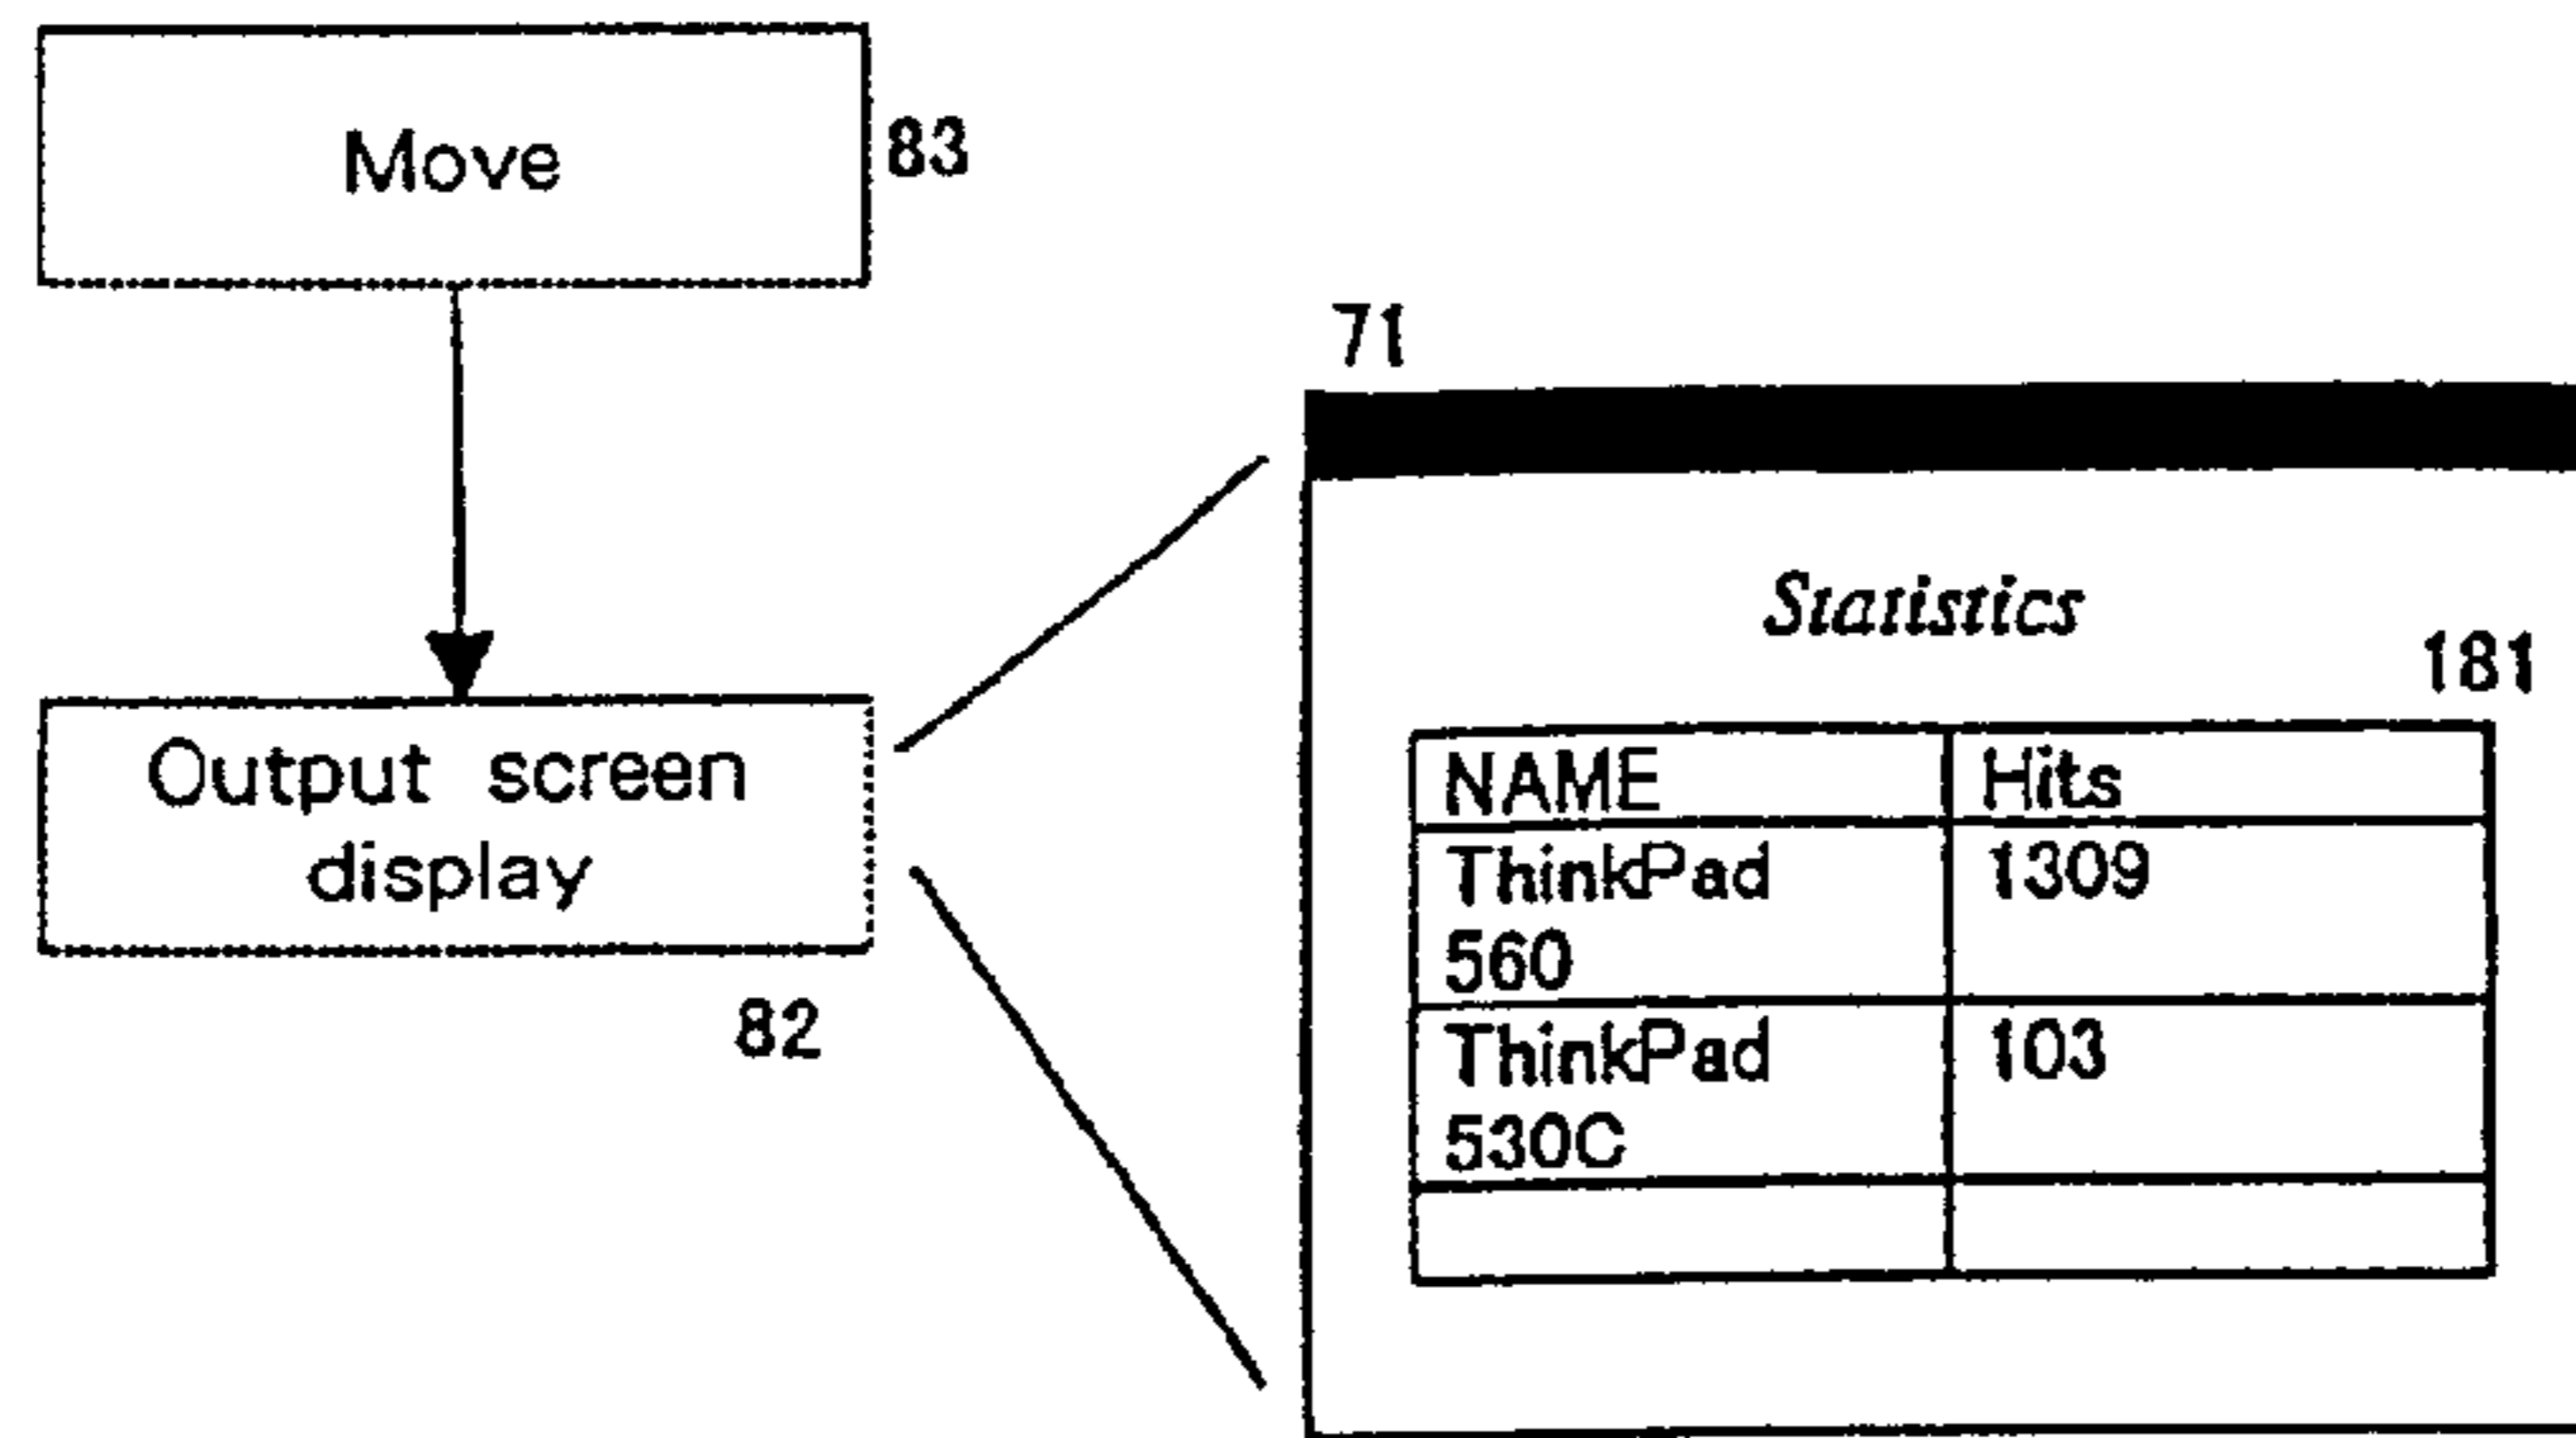 Move
83
71
Statistics
181
Output screen
display
82
NAME Hits
ThinkPad 1309
560
ThinkPad 103
530C